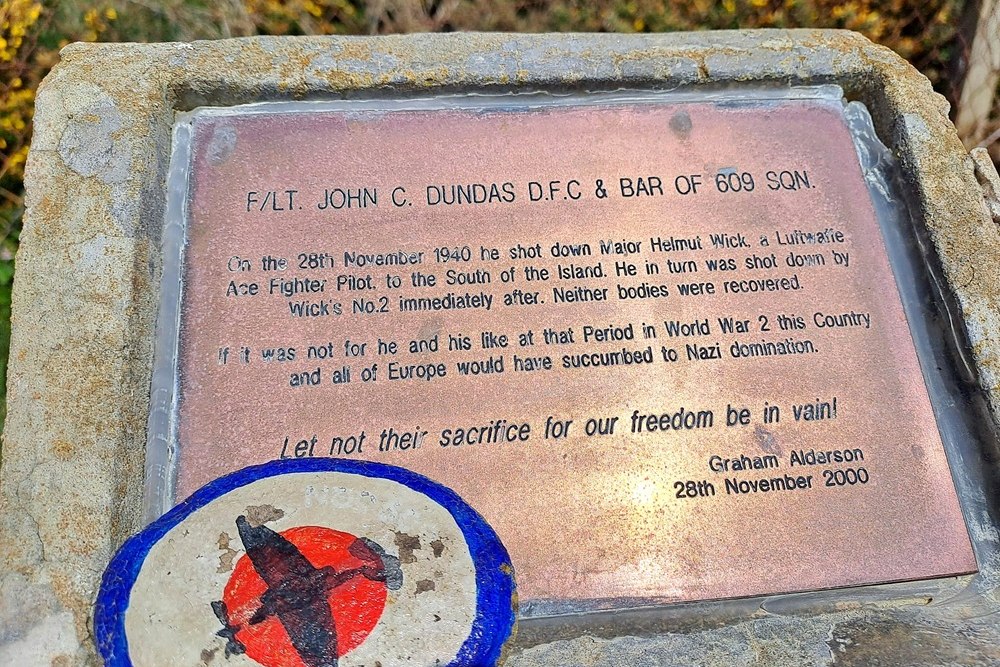 F/LT. JOHN C. DUNDAS D.F.C & BAR OF 609 SQN.
On the 28th November 1940 he shot down Major Helmut Wick, a Luftwaffe
Ace Fighter Pilot, to the South of the Island. He in turn was shot down by
Wick's No.2 immediately after. Neither bodies were recovered.
If it was not for he and his like at that Period in World War 2 this Country
and all of Europe would have succumbed to Nazi domination.
Let not their sacrifice for our freedom be in vain!
Graham Alderson
28th November 2000